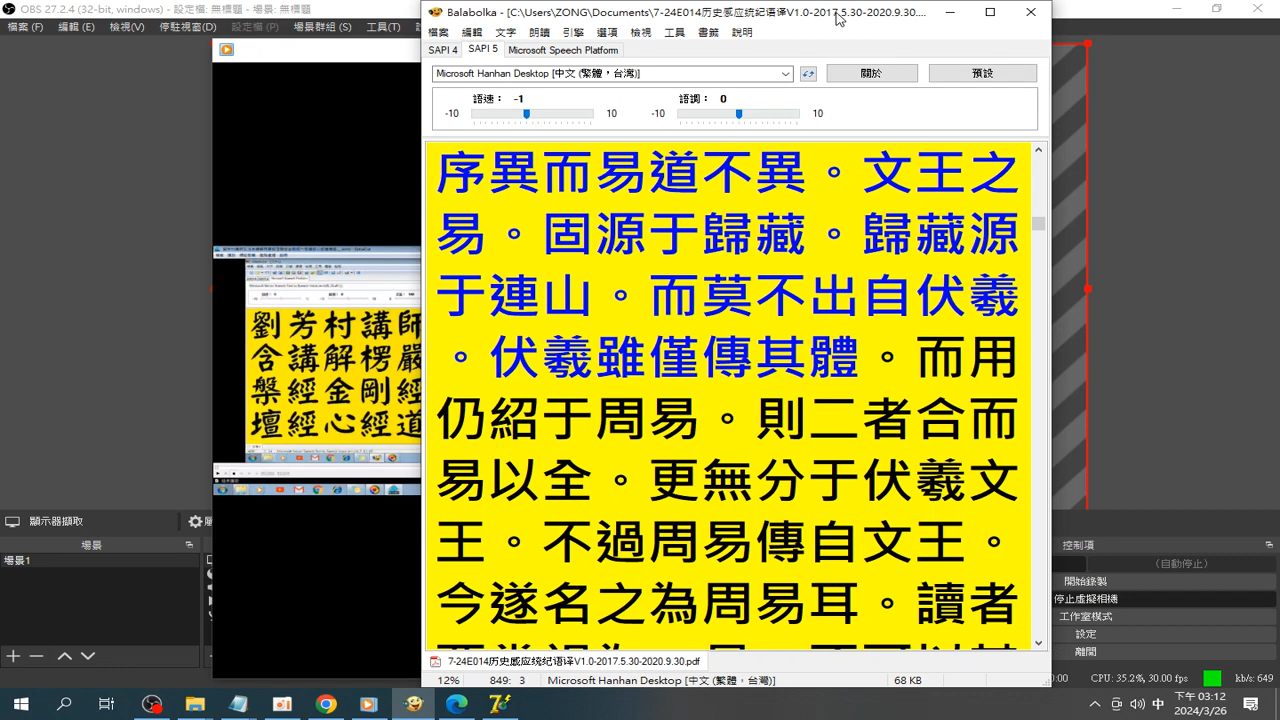 OBS 27.2.4 (32-bit, windows) - 設定檔: 無標題 - 場景: 無標題
檔案 (F) 編輯 (E) 檢視(V) 停駐視窗(D) 設定檔 (P) 場景群組 (S) 工具(T)
Balabolka - [C:\Users\ZONG\Documents\7-24E014历史感应统纪语译V1.0-2017.5.30-2020.9.30....
檔案 編輯 文字 朗讀 引擎 選項 檢視 工具 書籤 說明
SAPI 4 SAPI 5 Microsoft Speech Platform
Microsoft Hanhan Desktop [中文 (繁體，台灣)]
關於 預設
語速： -1 語調： 0
-10 10 -10 10
序異而易道不異。文王之
易。固源于歸藏。歸藏源
于連山。而莫不出自伏羲
。伏羲雖僅傳其體。而用
仍紹于周易。則二者合而
易以全。更無分于伏羲文
王。不過周易傳自文王。
今遂名之為周易耳。讀者
7-24E014历史感应统纪语译V1.0-2017.5.30-2020.9.30.pdf
12% 849: 3 Microsoft Hanhan Desktop [中文 (繁體，台灣)] 68 KB
劉芳村講師
含講解楞嚴
槃經金剛經
壇經心經道
顯示器擷取
場景
場景1
控制項
(自動停止)
開始錄製
停止虛擬相機
工作室模式
設定
離開
CPU: 35.2%, 30.00 fps kb/s: 649
下午 03:12
2024/3/26